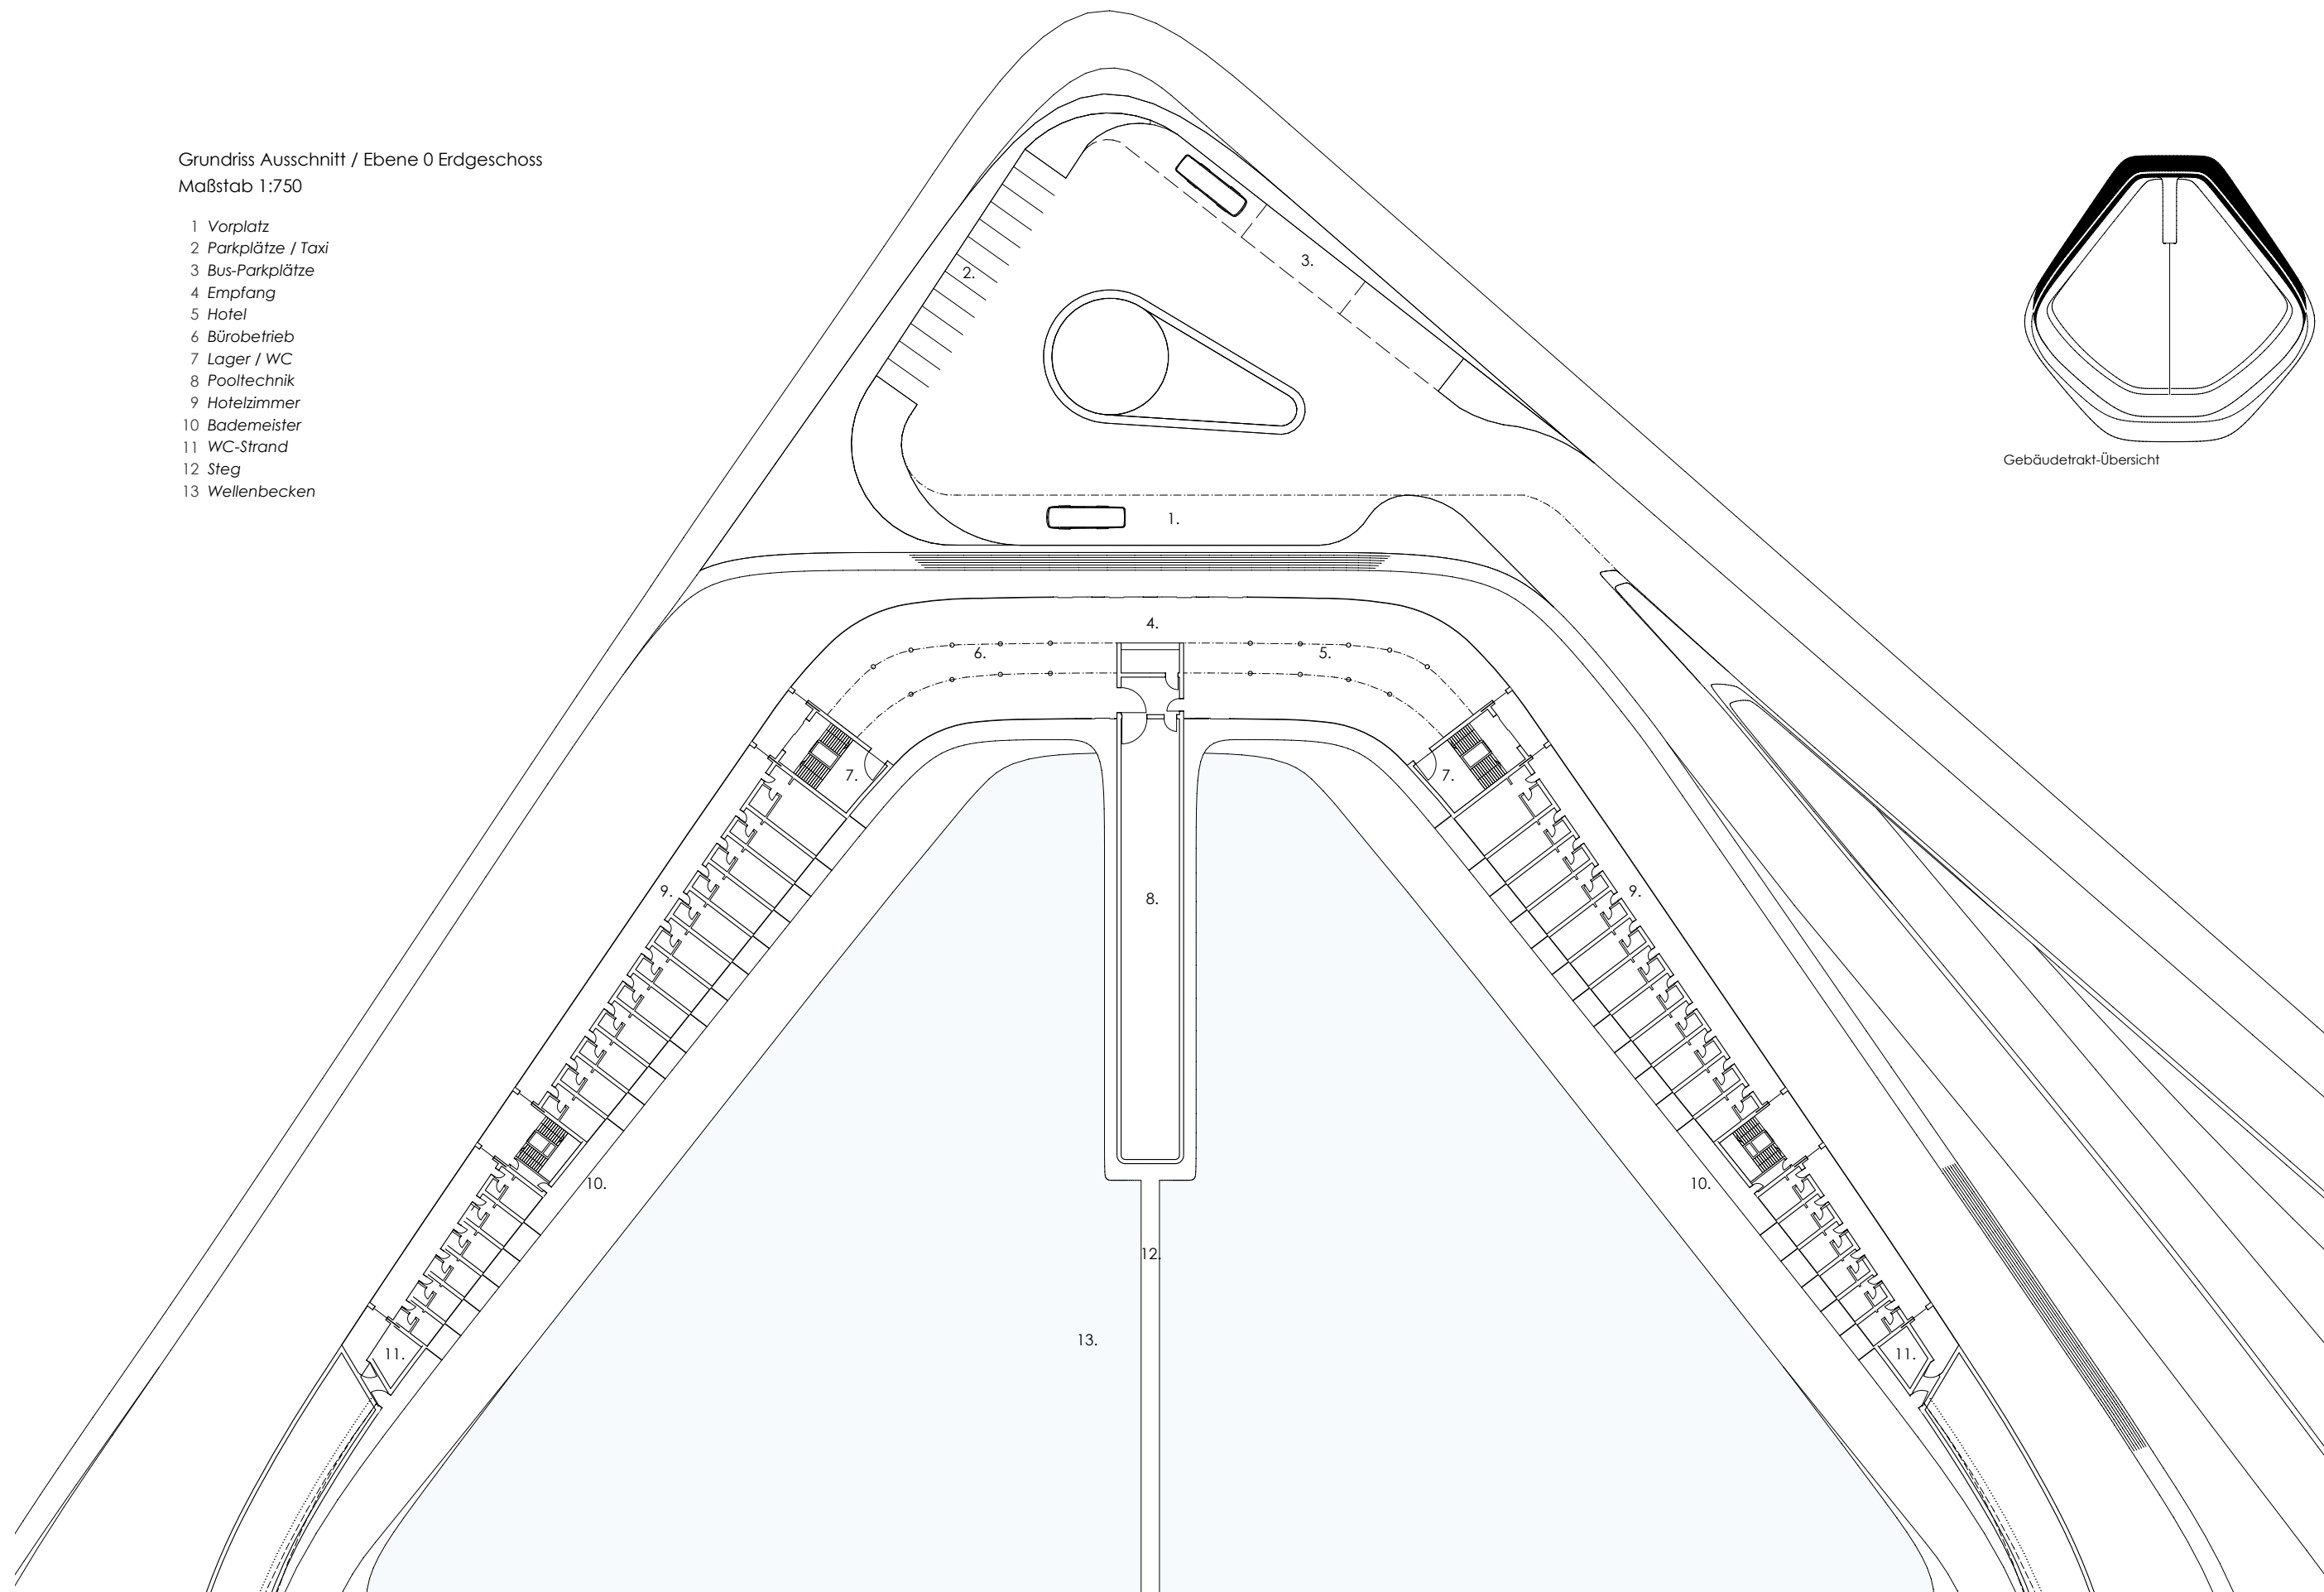 Grundriss Ausschnitt / Ebene 0 Erdgeschoss
Maßstab 1:750
1 Vorplatz
2 Parkplätze / Taxi
3 Bus-Parkplätze
4 Empfang
5 Hotel
6 Bürobetrieb
7 Lager / WC
8 Pooltechnik
9 Hotelzimmer
10 Bademeister
11 WC-Strand
12 Steg
13 Wellenbecken
Gebäudetrakt-Übersicht
3.
2.
1.
4.
6.
5.
7.
7.
9.
9.
8.
10.
10.
12.
13.
11.
11.